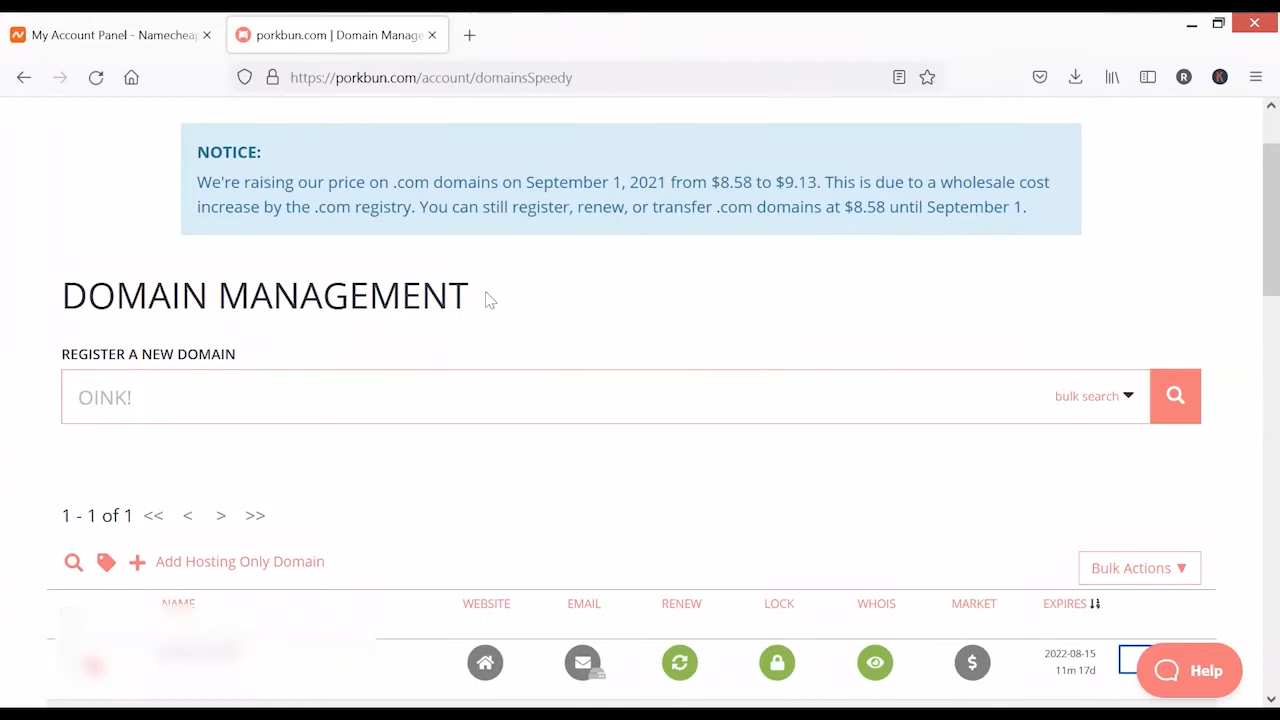 My Account Panel - Namecheap
porkbun.com | Domain Manage
https://porkbun.com/account/domainsSpeedy
R
K
NOTICE:
We're raising our price on .com domains on September 1, 2021 from $8.58 to $9.13. This is due to a wholesale cost
increase by the .com registry. You can still register, renew, or transfer .com domains at $8.58 until September 1.
DOMAIN MANAGEMENT
REGISTER A NEW DOMAIN
OINK!
bulk search
1 - 1 of 1 << < > >>
Add Hosting Only Domain
Bulk Actions ▼
NAME WEBSITE EMAIL RENEW LOCK WHOIS MARKET EXPIRES
2022-08-15
11m 17d
Help